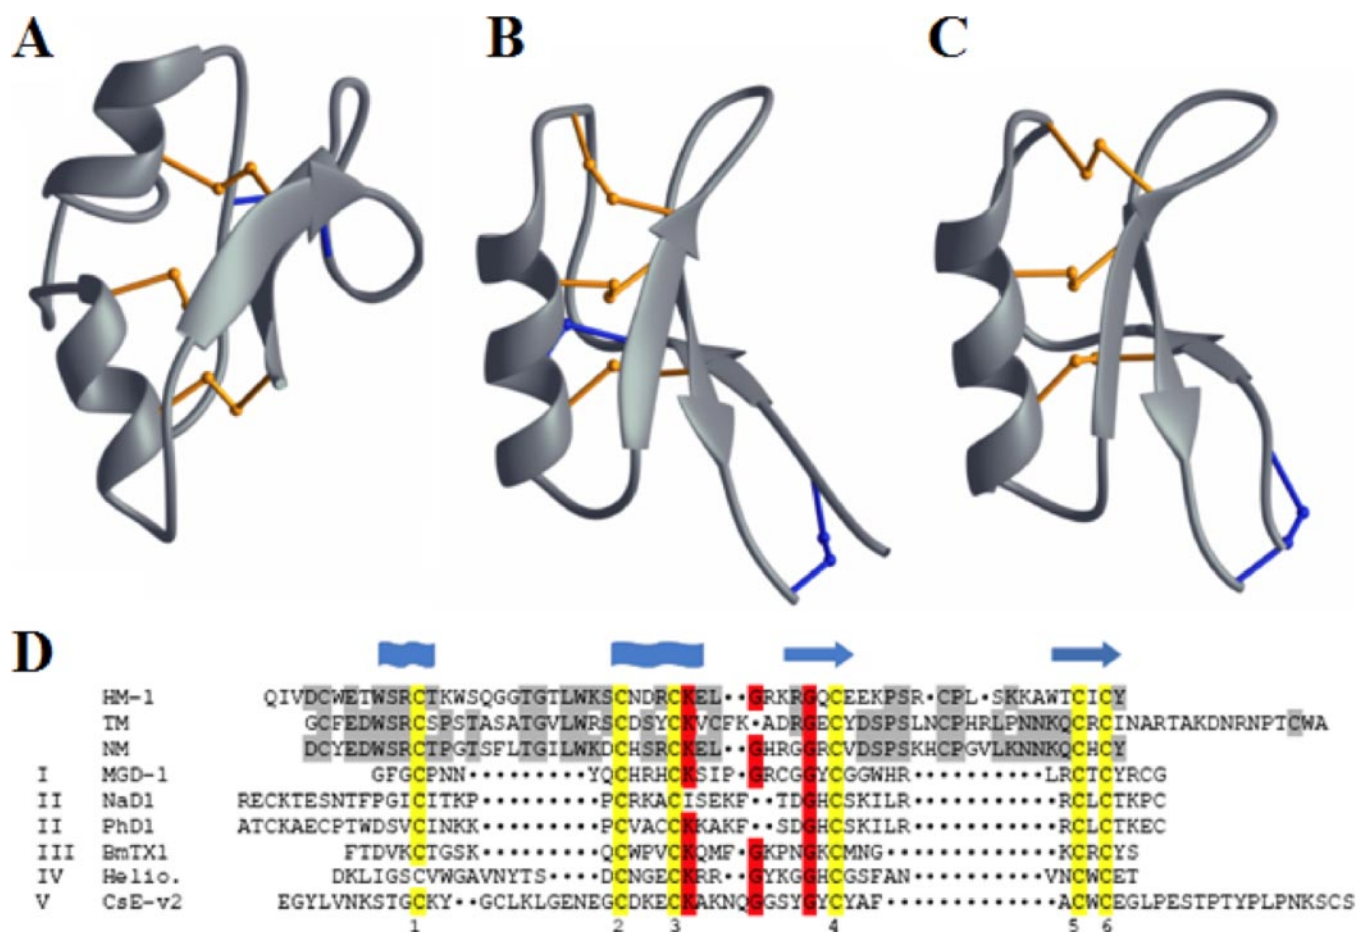 A B C
D
HM-1 QIVDCWETWSRCTKWSQGGTGTLWKSCNDRCKEL··GRKRGQCEEKPSR·CPL·SKKAWTCICY
TM GCFEDWSRCSPSTASATGVLWRSCDSYCKVCFK·ADRGECYDSPSLNCPHRLPNNKQCRCINARTAKDNRNPTCWA
NM DCYEDWSRCTPGTSFLTGILWKDCHSRCKEL··GHRGGRCVDSPSKHCPGVLKNNKQCHCY
I MGD-1 GFGCPNN·········YQCHRHCKSIP·GRCGGYCGGWHR··········LRCTCYRCG
II NaD1 RECKTESNTFPGICITKP··········PCRKACISEKF··TDGHCSKILR···········RCLCTKPC
II PhD1 ATCKAECPTWDSVCINKK··········PCVACCKKAKF··SDGHCSKILR···········RCLCTKEC
III BmTX1 FTDVKCTGSK·········QCWPVCKQMF·GKPNGKCMNG·············KCRCYS
IV Helio. DKLIGSCVWGAVNYTS····DCNGECKRR··GYKGGHCGSFAN···········VNCWCET
V CsE-v2 EGYLVNKSTGCKY··GCLKLGENEGCDKECKAKNQGGSYGYCYAF·············ACWCEGLPESTPTYPLPNKSCS
1 2 3 4 5 6